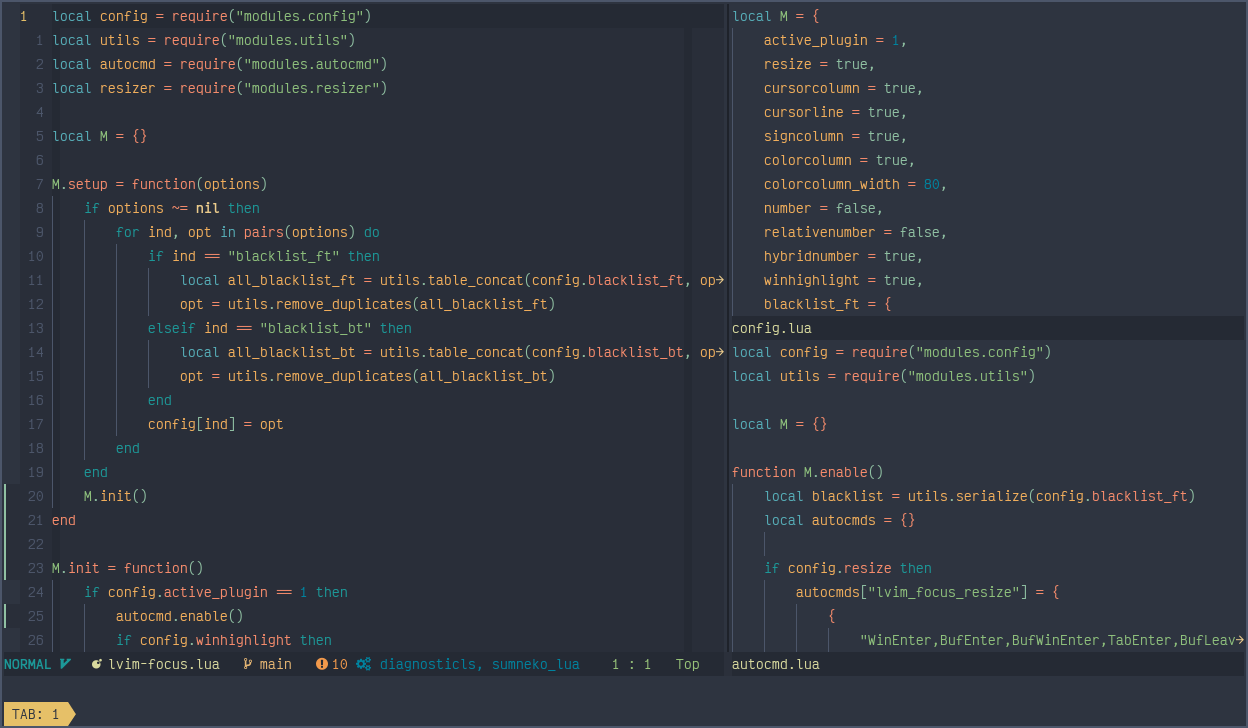 1 local config = require("modules.config")
1 local utils = require("modules.utils")
2 local autocmd = require("modules.autocmd")
3 local resizer = require("modules.resizer")
4
5 local M = {}
6
7 M.setup = function(options)
8 if options ~= nil then
9 for ind, opt in pairs(options) do
10 if ind == "blacklist_ft" then
11 local all_blacklist_ft = utils.table_concat(config.blacklist_ft, op→
12 opt = utils.remove_duplicates(all_blacklist_ft)
13 elseif ind == "blacklist_bt" then
14 local all_blacklist_bt = utils.table_concat(config.blacklist_bt, op→
15 opt = utils.remove_duplicates(all_blacklist_bt)
16 end
17 config[ind] = opt
18 end
19 end
20 M.init()
21 end
22
23 M.init = function()
24 if config.active_plugin == 1 then
25 autocmd.enable()
26 if config.winhighlight then
NORMAL lvim-focus.lua main 10 diagnosticls, sumneko_lua 1 : 1 Top
local M = {
active_plugin = 1,
resize = true,
cursorcolumn = true,
cursorline = true,
signcolumn = true,
colorcolumn = true,
colorcolumn_width = 80,
number = false,
relativenumber = false,
hybridnumber = true,
winhighlight = true,
blacklist_ft = {
config.lua
local config = require("modules.config")
local utils = require("modules.utils")
local M = {}
function M.enable()
local blacklist = utils.serialize(config.blacklist_ft)
local autocmds = {}
if config.resize then
autocmds["lvim_focus_resize"] = {
{
"WinEnter,BufEnter,BufWinEnter,TabEnter,BufLeav→
autocmd.lua
TAB: 1